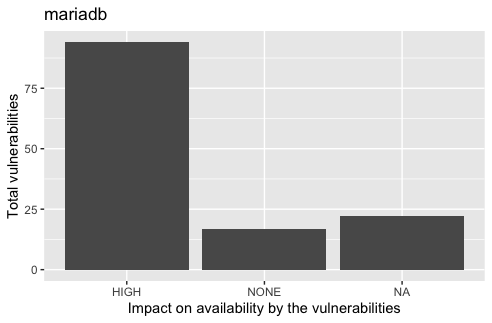 mariadb
Total vulnerabilities
75
50
25
0
HIGH NONE NA
Impact on availability by the vulnerabilities